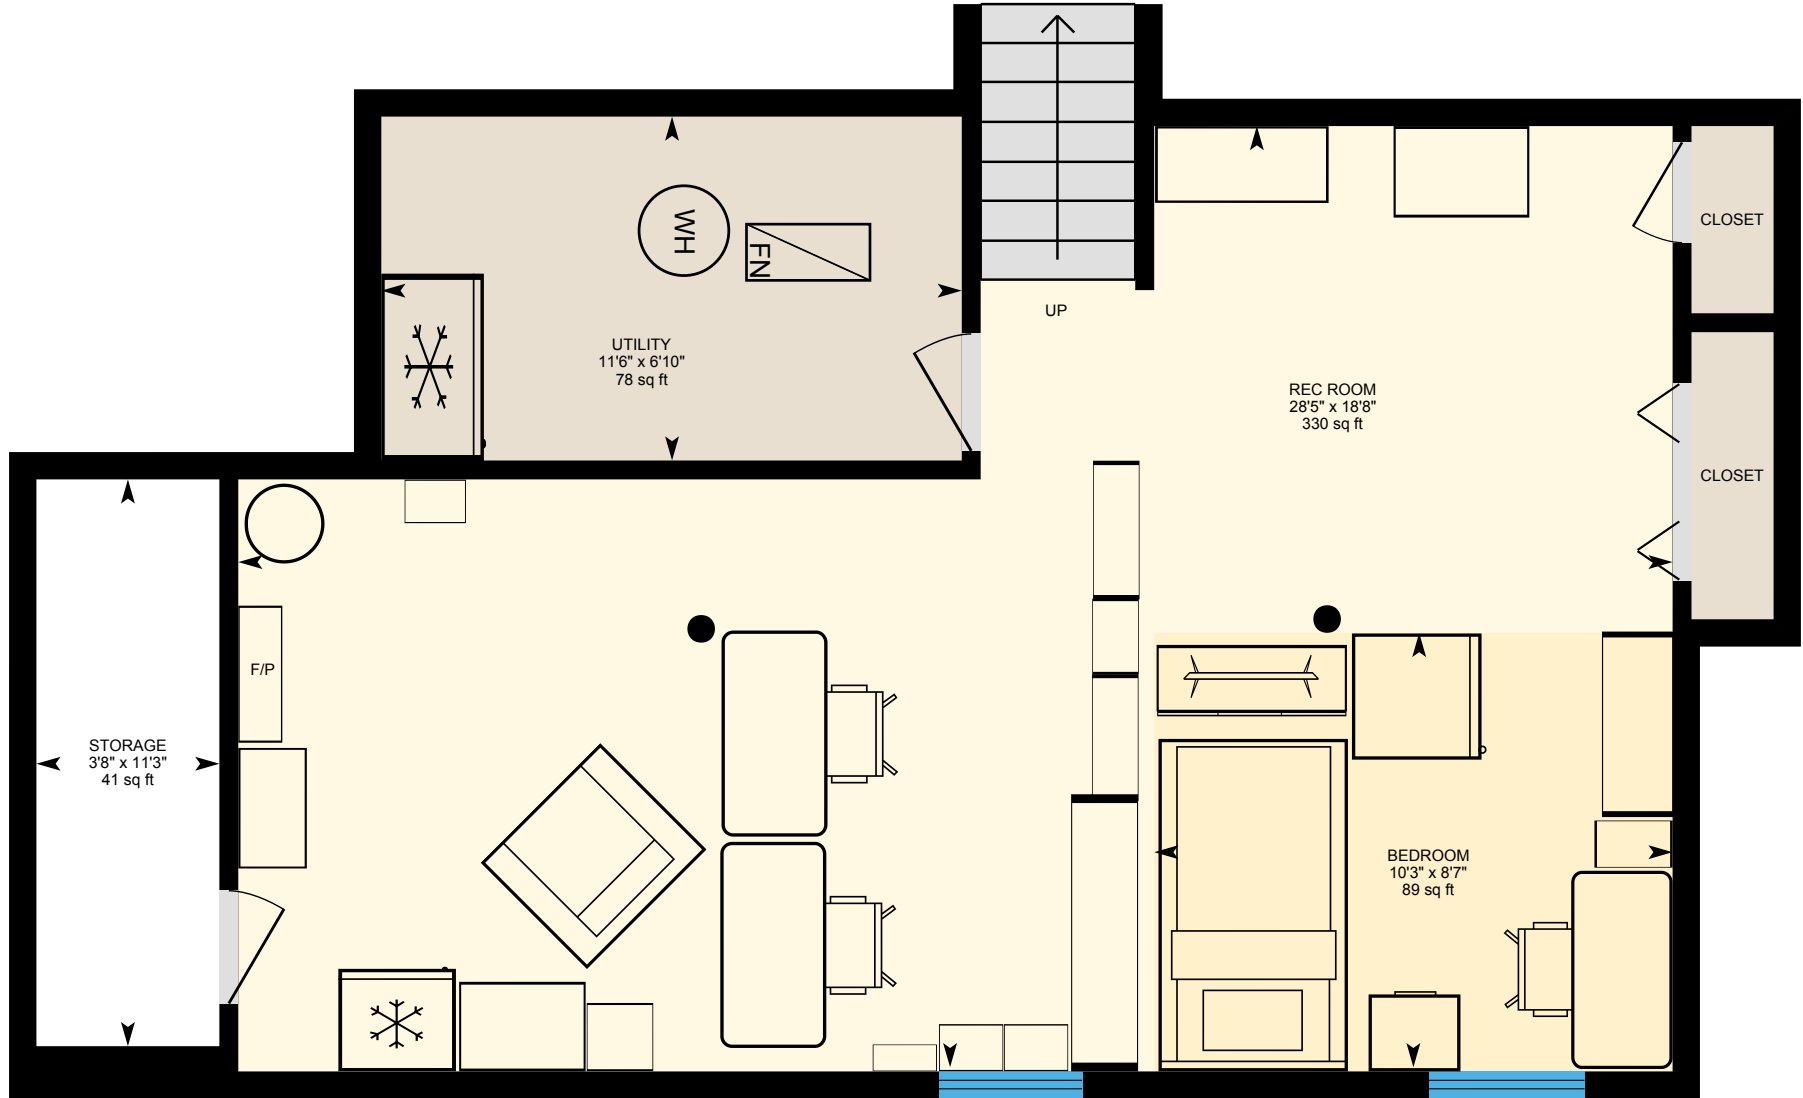 UP
WH
FN
UTILITY
11'6" x 6'10"
78 sq ft
REC ROOM
28'5" x 18'8"
330 sq ft
CLOSET
CLOSET
F/P
STORAGE
3'8" x 11'3"
41 sq ft
BEDROOM
10'3" x 8'7"
89 sq ft